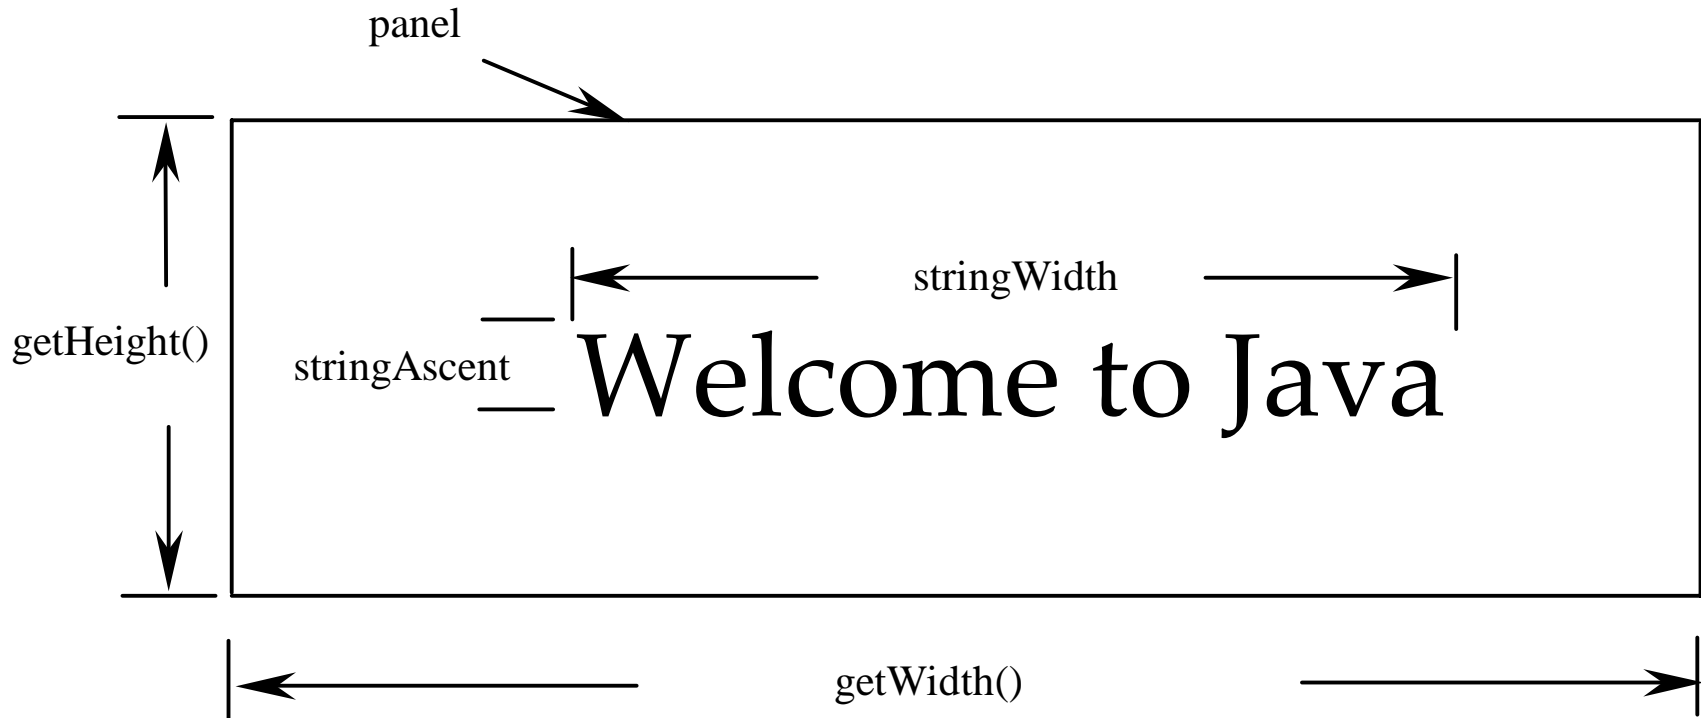 panel
stringWidth
getHeight()
stringAscent
Welcome to Java
getWidth()